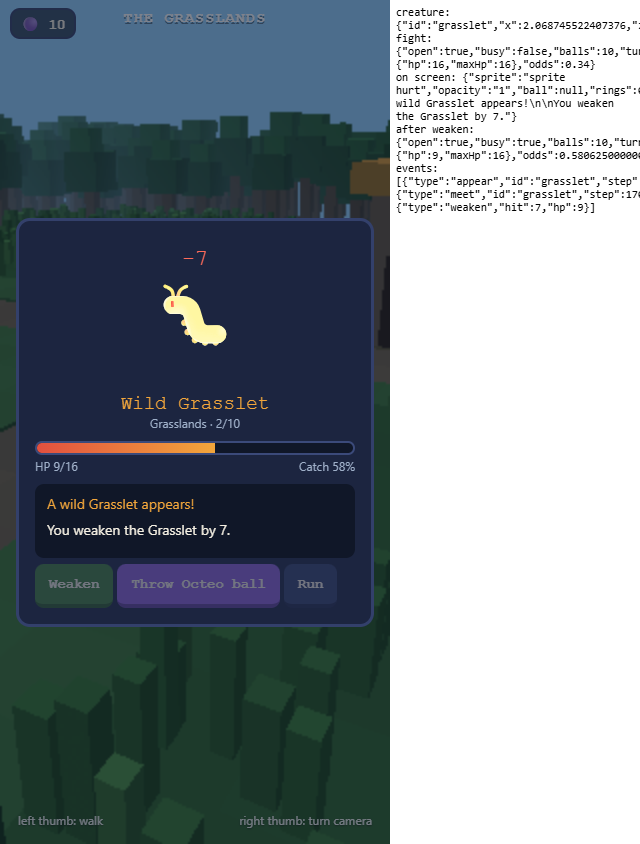 10
THE GRASSLANDS
-7
Wild Grasslet
Grasslands · 2/10
HP 9/16
Catch 58%
A wild Grasslet appears!
You weaken the Grasslet by 7.
Weaken
Throw Octeo ball
Run
left thumb: walk
right thumb: turn camera
creature:
{"id":"grasslet","x":2.068745522407376,"z
fight:
{"open":true,"busy":false,"balls":10,"tur
{"hp":16,"maxHp":16},"odds":0.34}
on screen: {"sprite":"sprite
hurt","opacity":"1","ball":null,"rings":
wild Grasslet appears!\n\nYou weaken
the Grasslet by 7."}
after weaken:
{"open":true,"busy":true,"balls":10,"turn
{"hp":9,"maxHp":16},"odds":0.580625000000
events:
[{"type":"appear","id":"grasslet","step"
{"type":"meet","id":"grasslet","step":170
{"type":"weaken","hit":7,"hp":9}]